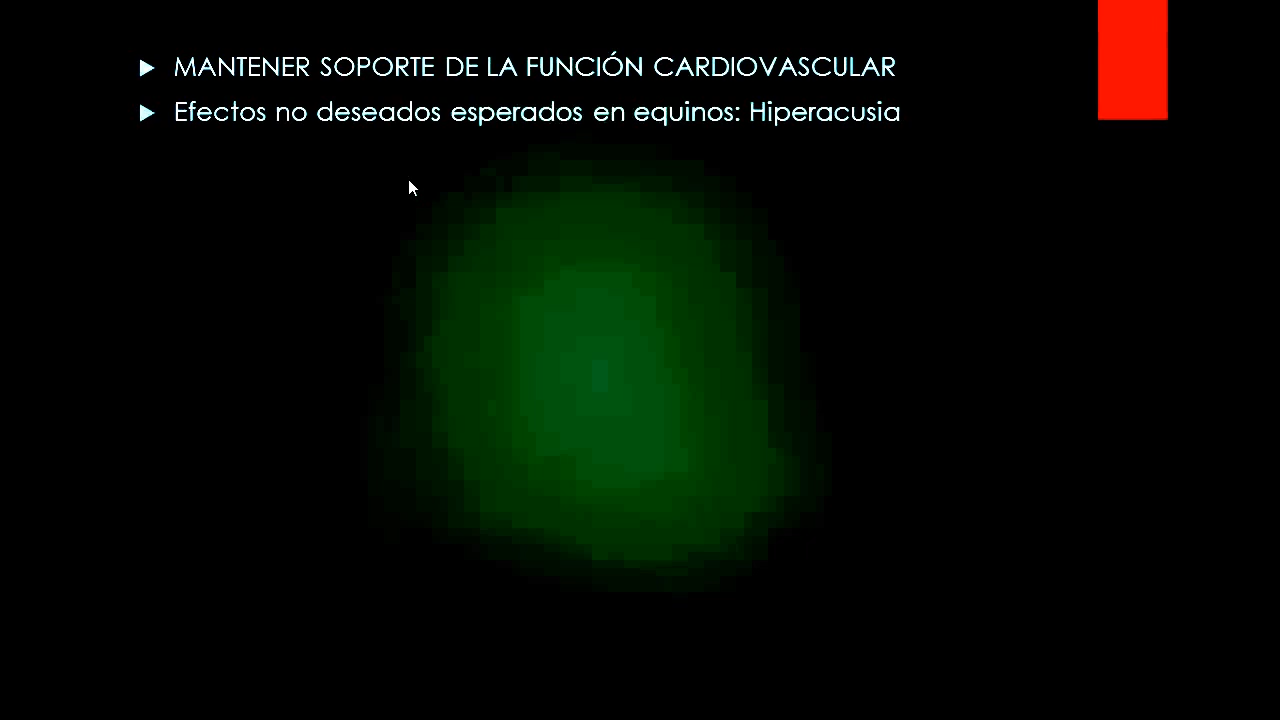 MANTENER SOPORTE DE LA FUNCIÓN CARDIOVASCULAR
Efectos no deseados esperados en equinos: Hiperacusia